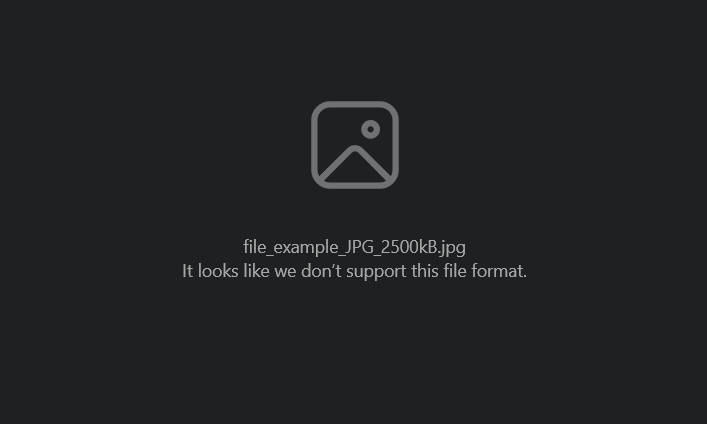 file_example_JPG_2500kB.jpg
It looks like we don’t support this file format.